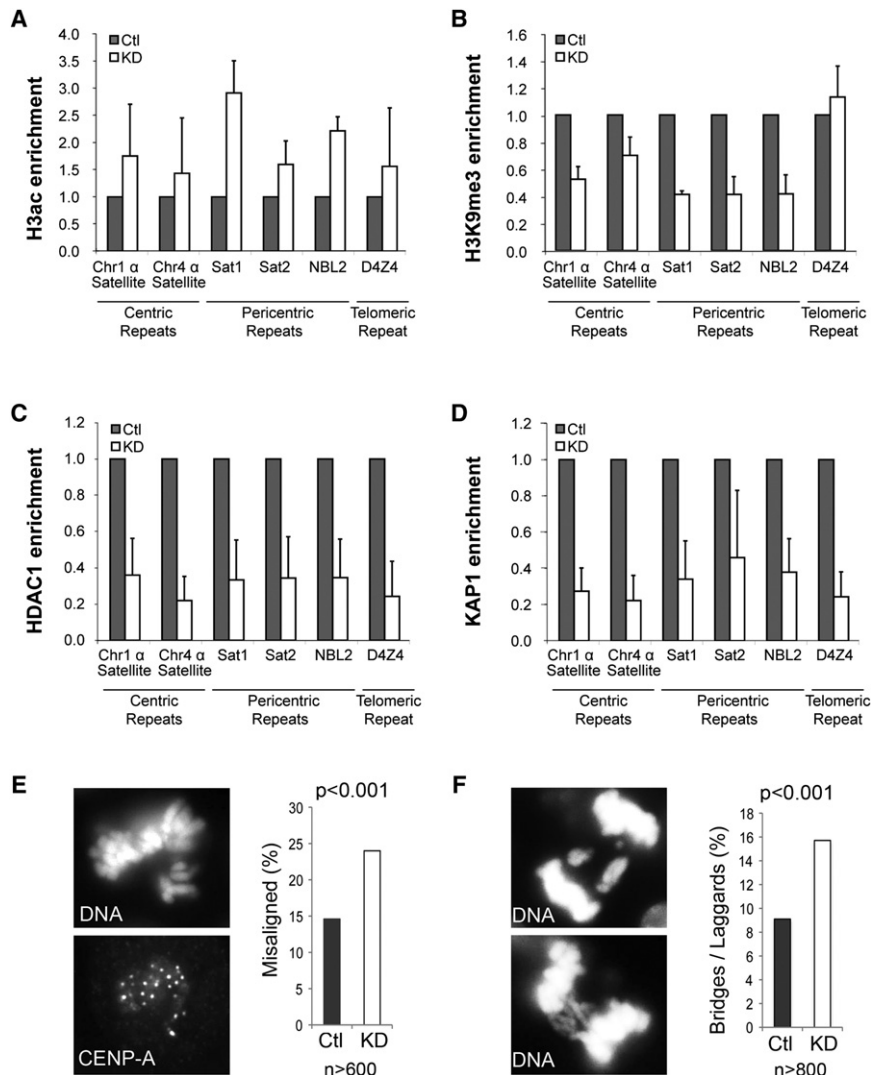 A
Ctl
KD
H3ac enrichment
4.0
3.5
3.0
2.5
2.0
1.5
1.0
0.5
0.0
Chr1 α Satellite
Chr4 α Satellite
Sat1
Sat2
NBL2
D4Z4
Centric Repeats
Pericentric Repeats
Telomeric Repeat
B
Ctl
KD
H3K9me3 enrichment
1.6
1.4
1.2
1.0
0.8
0.6
0.4
0.2
0.0
Chr1 α Satellite
Chr4 α Satellite
Sat1
Sat2
NBL2
D4Z4
Centric Repeats
Pericentric Repeats
Telomeric Repeat
C
Ctl
KD
HDAC1 enrichment
1.2
1.0
0.8
0.6
0.4
0.2
0.0
Chr1 α Satellite
Chr4 α Satellite
Sat1
Sat2
NBL2
D4Z4
Centric Repeats
Pericentric Repeats
Telomeric Repeat
D
Ctl
KD
KAP1 enrichment
1.2
1.0
0.8
0.6
0.4
0.2
0.0
Chr1 α Satellite
Chr4 α Satellite
Sat1
Sat2
NBL2
D4Z4
Centric Repeats
Pericentric Repeats
Telomeric Repeat
E
DNA
CENP-A
p<0.001
Misaligned (%)
30
25
20
15
10
5
0
Ctl
KD
n>600
F
DNA
DNA
p<0.001
Bridges / Laggards (%)
18
16
14
12
10
8
6
4
2
0
Ctl
KD
n>800